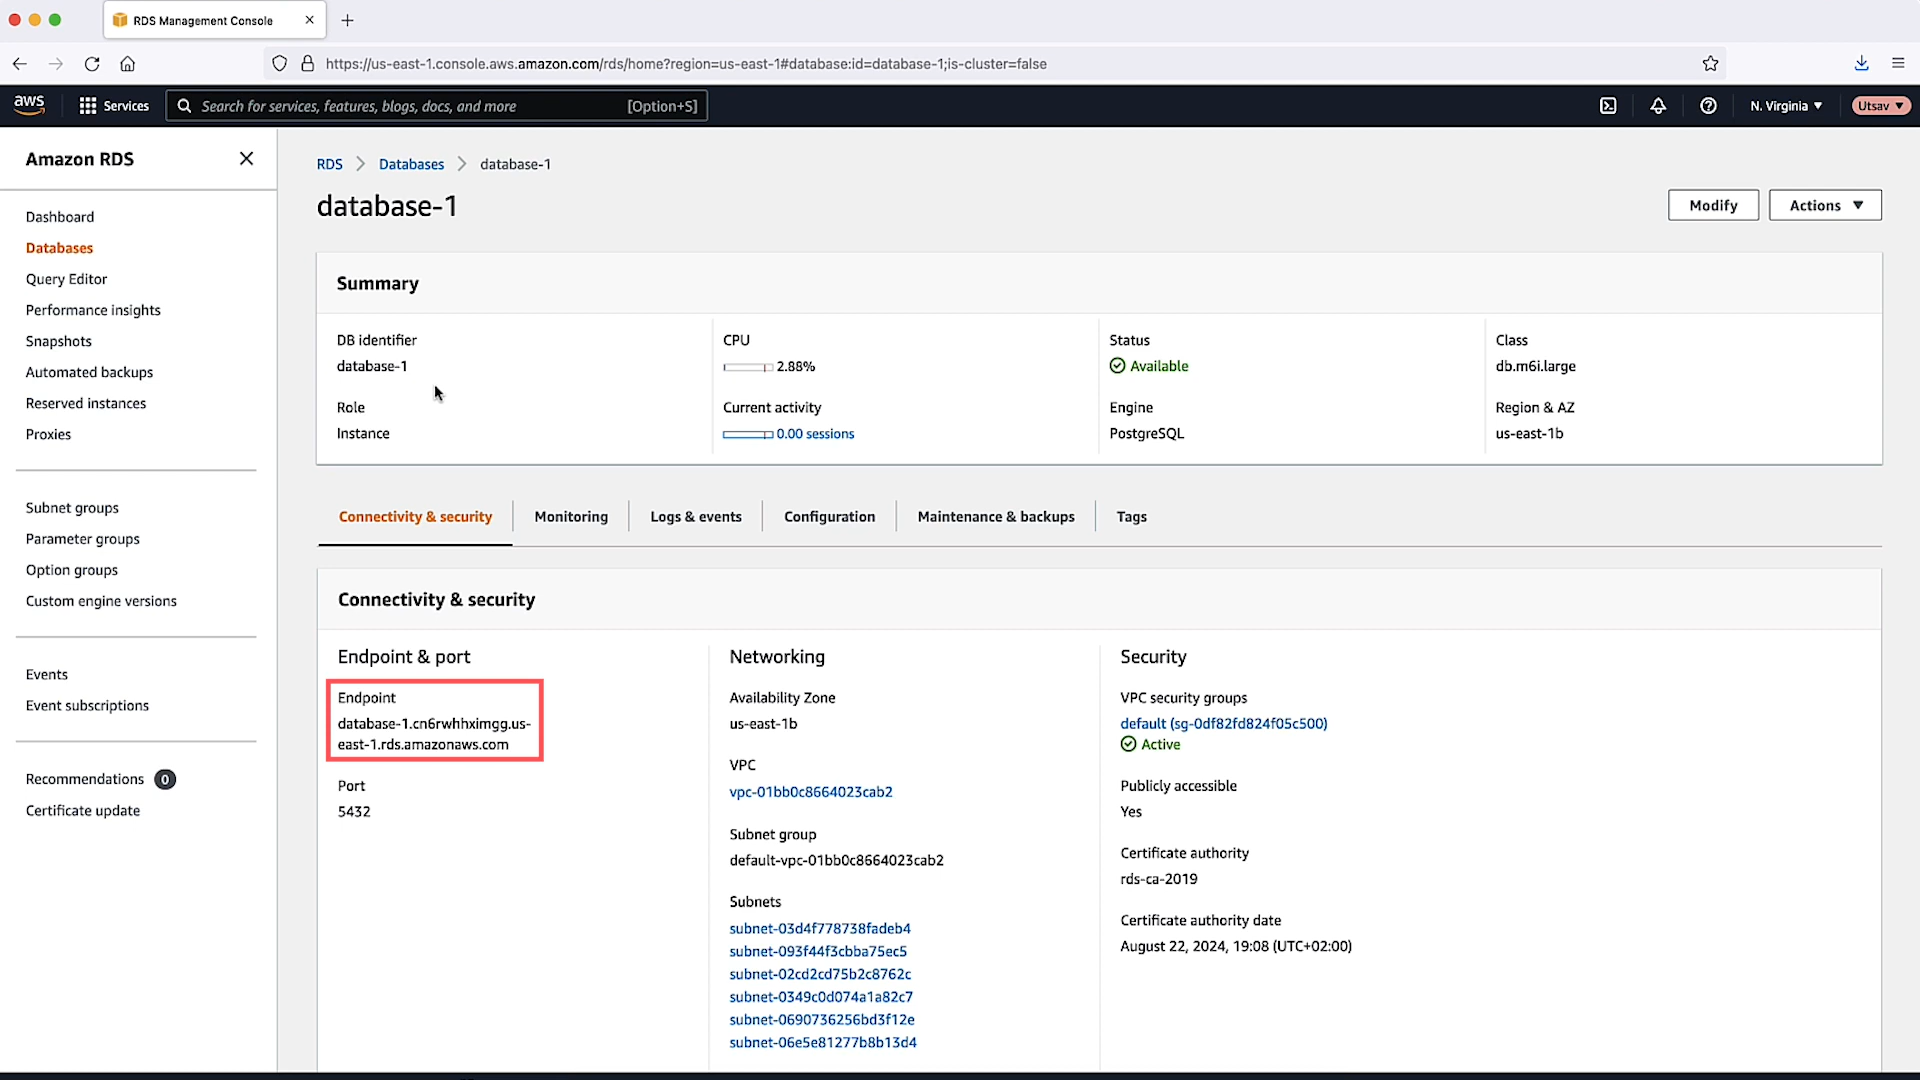 RDS Management Console
https://us-east-1.console.aws.amazon.com/rds/home?region=us-east-1#database:id=database-1;is-cluster=false
aws
Services
Search for services, features, blogs, docs, and more
[Option+S]
N. Virginia
Utsav
Amazon RDS
Dashboard
Databases
Query Editor
Performance insights
Snapshots
Automated backups
Reserved instances
Proxies
Subnet groups
Parameter groups
Option groups
Custom engine versions
Events
Event subscriptions
Recommendations 0
Certificate update
RDS > Databases > database-1
database-1
Modify
Actions
Summary
DB identifier
database-1
Role
Instance
CPU
2.88%
Current activity
0.00 sessions
Status
Available
Engine
PostgreSQL
Class
db.m6i.large
Region & AZ
us-east-1b
Connectivity & security
Monitoring
Logs & events
Configuration
Maintenance & backups
Tags
Connectivity & security
Endpoint & port
Endpoint
database-1.cn6rwhhximgg.us-
east-1.rds.amazonaws.com
Port
5432
Networking
Availability Zone
us-east-1b
VPC
vpc-01bb0c8664023cab2
Subnet group
default-vpc-01bb0c8664023cab2
Subnets
subnet-03d4f778738fadeb4
subnet-093f44f3cbba75ec5
subnet-02cd2cd75b2c8762c
subnet-0349c0d074a1a82c7
subnet-0690736256bd3f12e
subnet-06e5e81277b8b13d4
Security
VPC security groups
default (sg-0df82fd824f05c500)
Active
Publicly accessible
Yes
Certificate authority
rds-ca-2019
Certificate authority date
August 22, 2024, 19:08 (UTC+02:00)